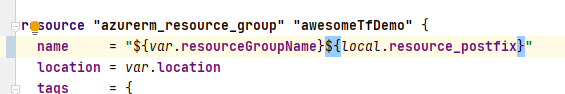 resource "azurerm_resource_group" "awesomeTfDemo" {
name = "${var.resourceGroupName}${local.resource_postfix}"
location = var.location
tags = {